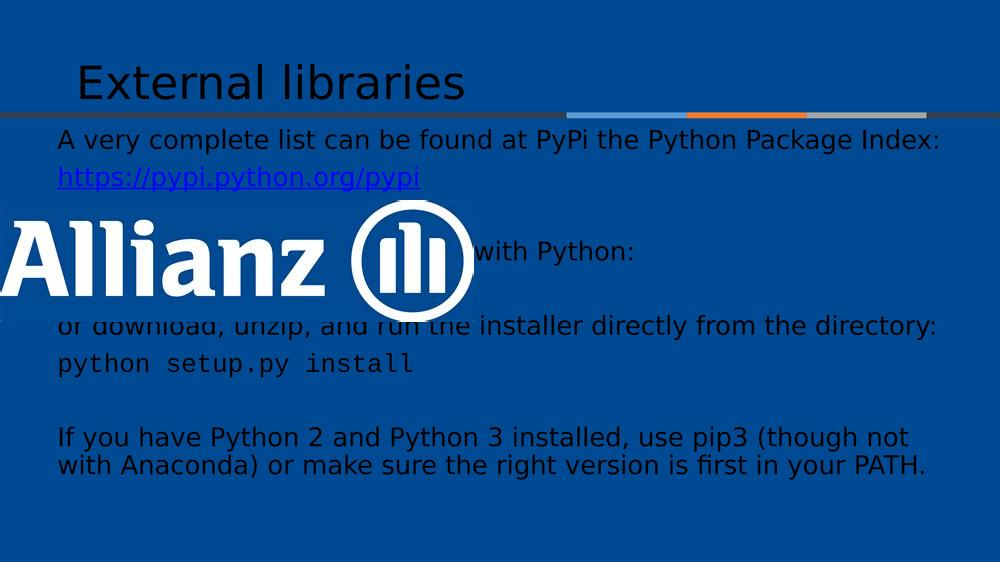 External libraries
A very complete list can be found at PyPi the Python Package Index:
https://pypi.python.org/pypi
Allianz
with Python:
or download, unzip, and run the installer directly from the directory:
python setup.py install
If you have Python 2 and Python 3 installed, use pip3 (though not
with Anaconda) or make sure the right version is first in your PATH.